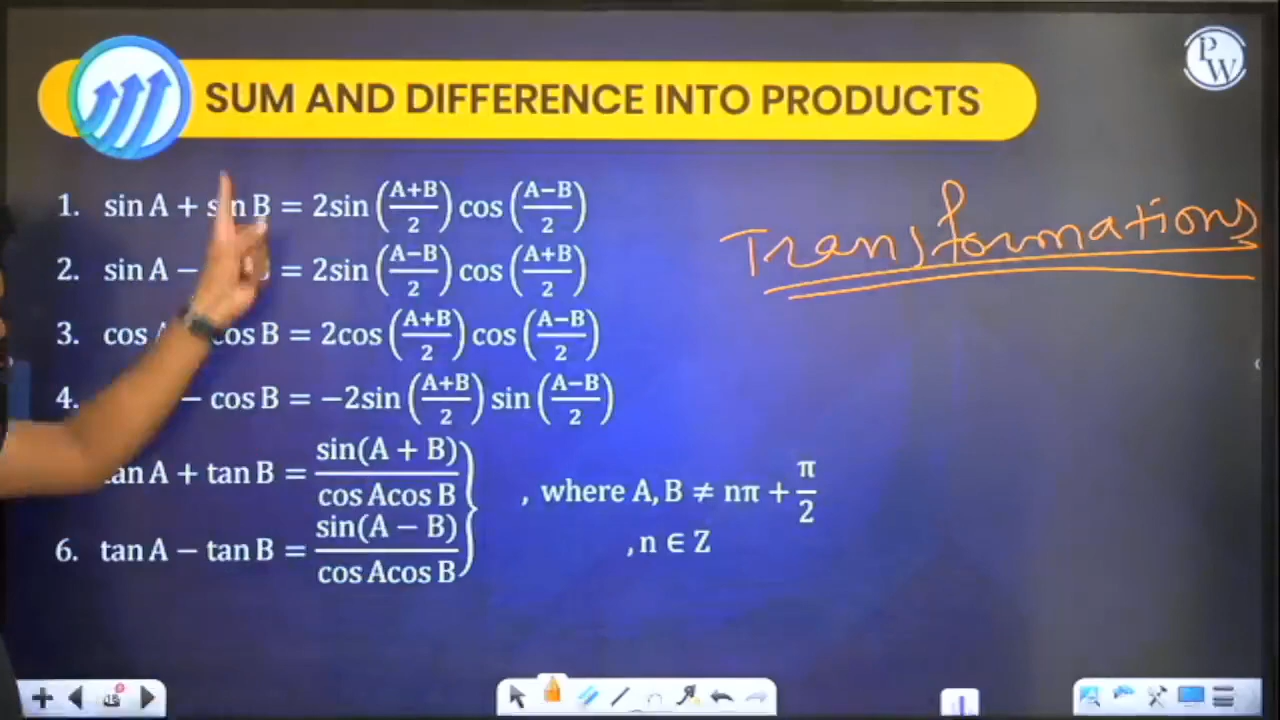 PW
SUM AND DIFFERENCE INTO PRODUCTS
1. sin A + sin B = 2sin ((A+B)/2) cos ((A−B)/2)
2. sin A − B = 2sin ((A−B)/2) cos ((A+B)/2)
3. cos cos B = 2cos ((A+B)/2) cos ((A−B)/2)
4. − cos B = −2sin ((A+B)/2) sin ((A−B)/2)
tan A + tan B = sin(A + B)/cos Acos B
6. tan A − tan B = sin(A − B)/cos Acos B
, where A, B ≠ nπ + π/2
, n ∈ Z
Transformations